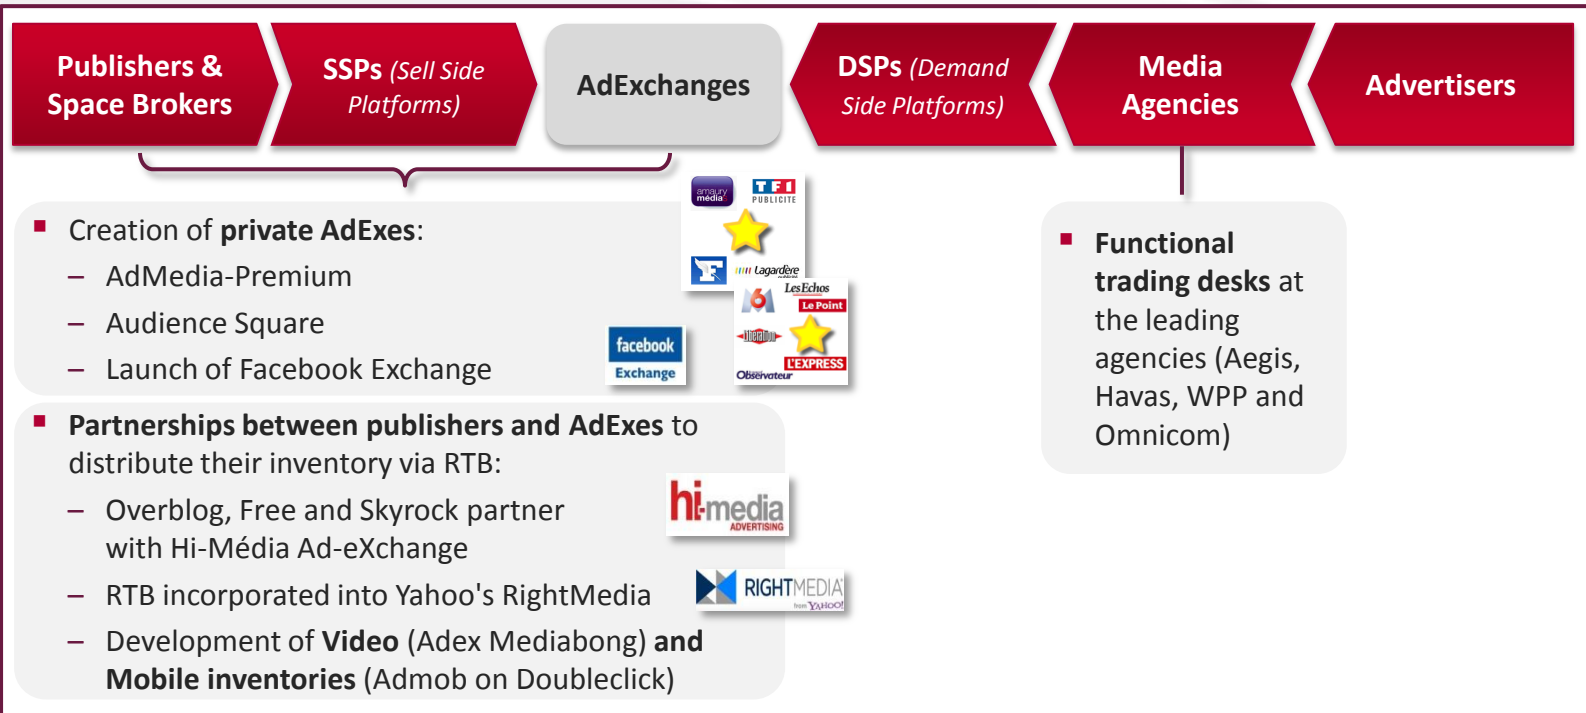 Publishers &
Space Brokers
SSPs (Sell Side
Platforms)
AdExchanges
DSPs (Demand
Side Platforms)
Media
Agencies
Advertisers
▪ Creation of private AdExes:
– AdMedia-Premium
– Audience Square
– Launch of Facebook Exchange
amaury
média
TF1
PUBLICITE
F
Lagardère
M6
Les Echos
Le Point
Libération
L'EXPRESS
Observateur
facebook
Exchange
▪ Partnerships between publishers and AdExes to
distribute their inventory via RTB:
– Overblog, Free and Skyrock partner
with Hi-Média Ad-eXchange
– RTB incorporated into Yahoo's RightMedia
– Development of Video (Adex Mediabong) and
Mobile inventories (Admob on Doubleclick)
hi-media
ADVERTISING
RIGHTMEDIA
from YAHOO!
▪ Functional
trading desks at
the leading
agencies (Aegis,
Havas, WPP and
Omnicom)